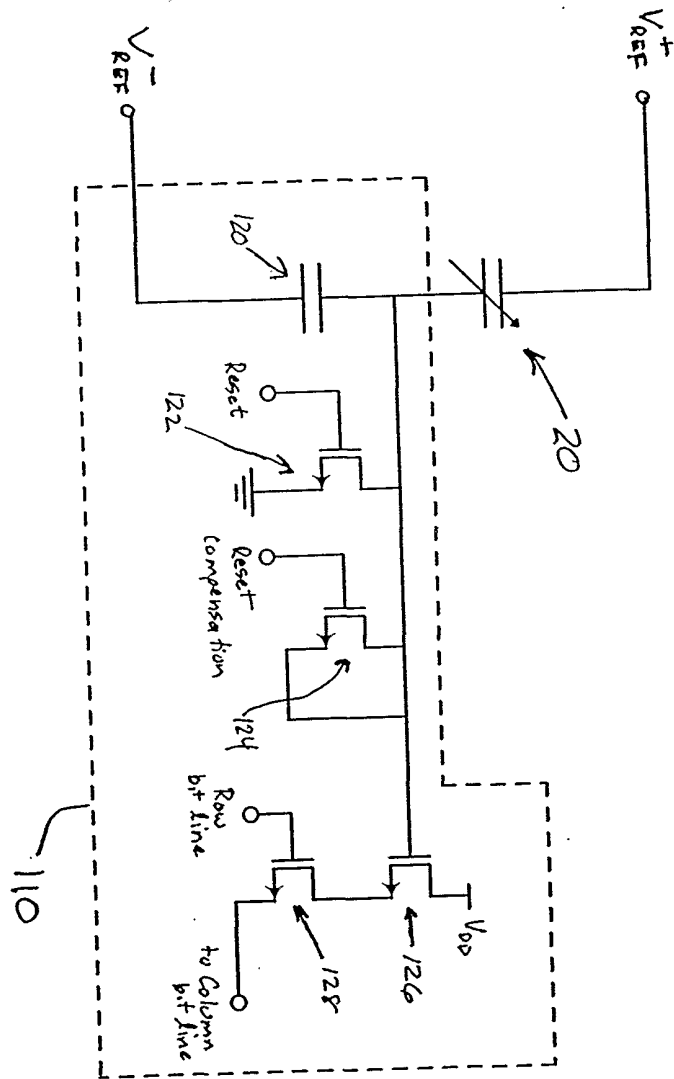 V⁺REF
20
VDD
126
120
Reset
122
Reset
compensation
124
Row
bit line
128
to Column
bit line
V⁻REF
110